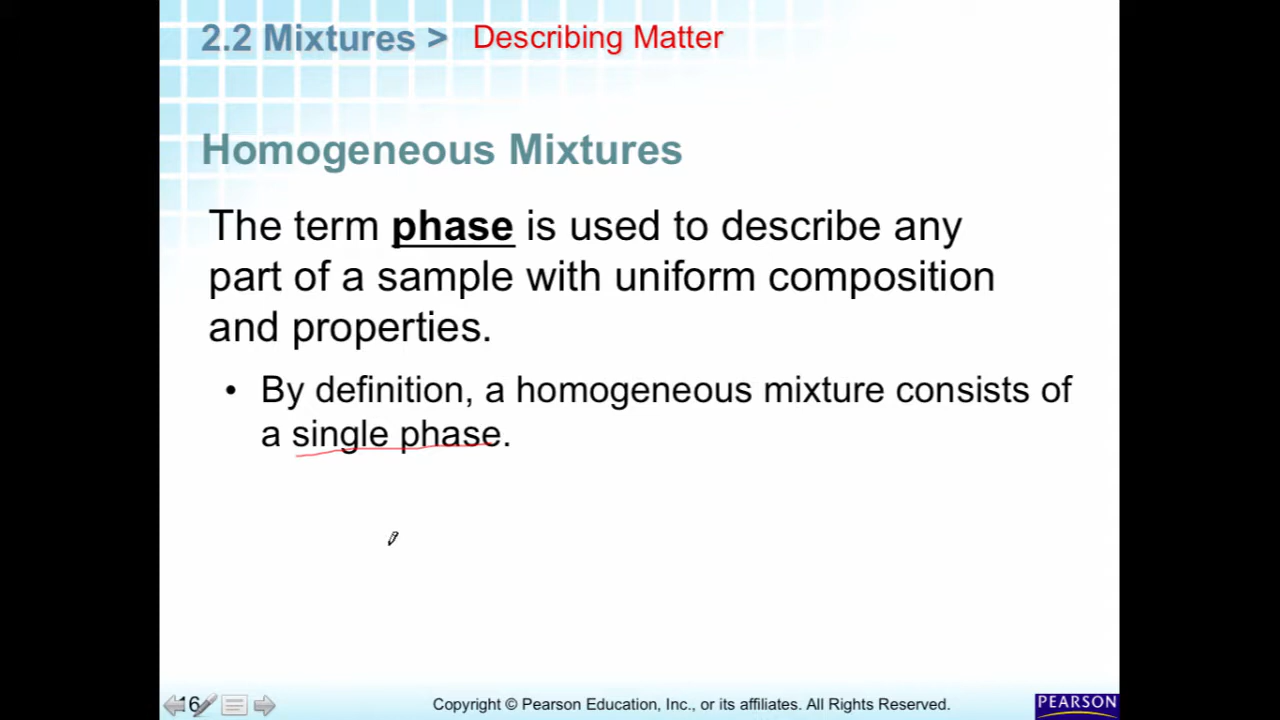 2.2 Mixtures > Describing Matter
Homogeneous Mixtures
The term phase is used to describe any
part of a sample with uniform composition
and properties.
• By definition, a homogeneous mixture consists of
a single phase.
16
Copyright © Pearson Education, Inc., or its affiliates. All Rights Reserved.
PEARSON